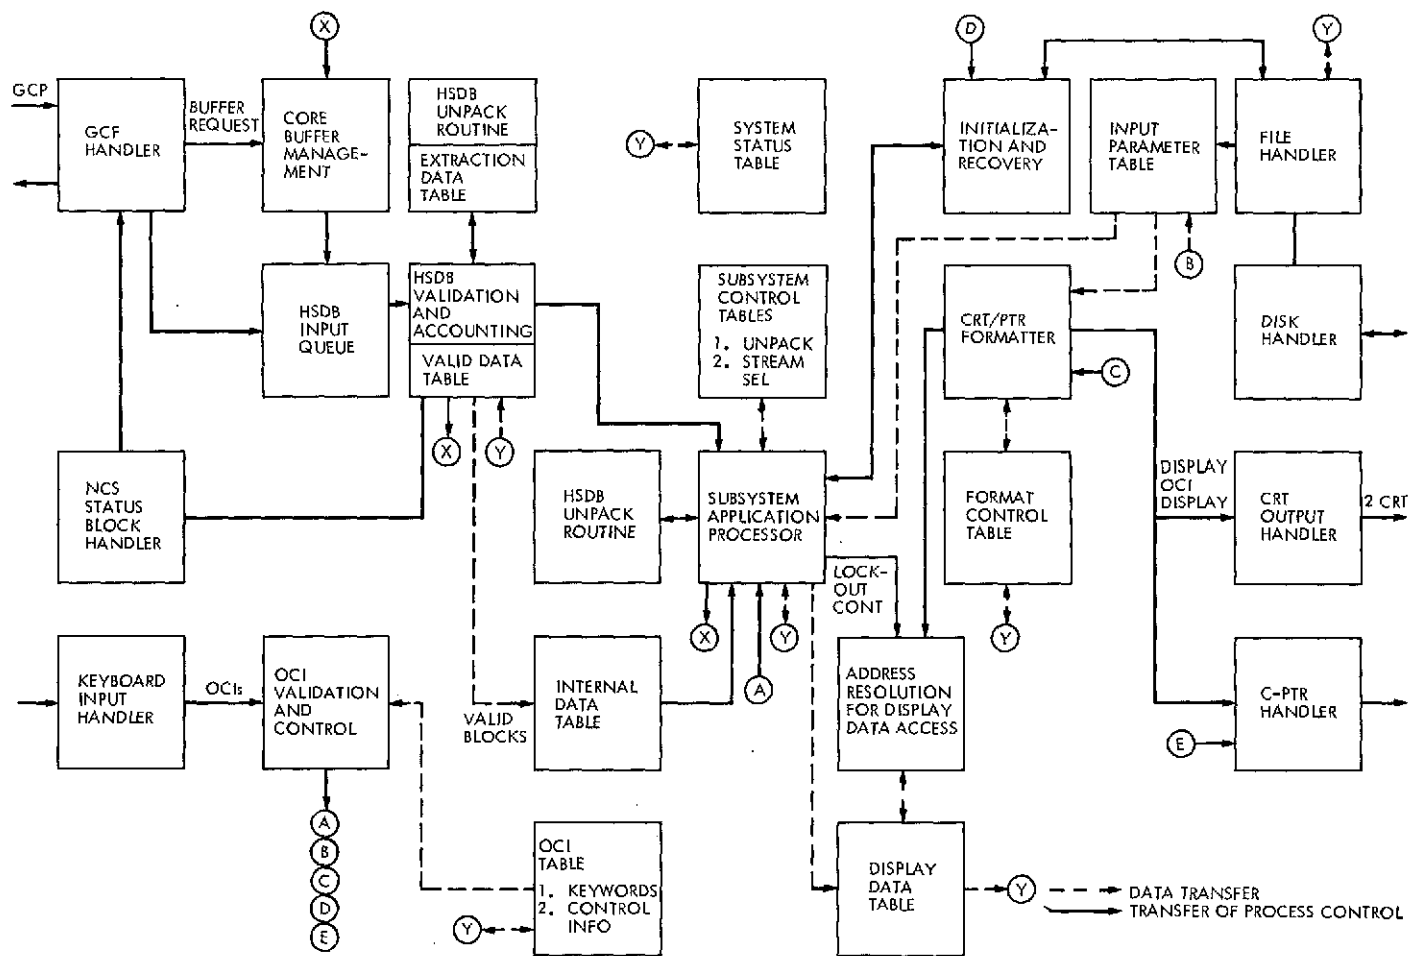 X
D
Y
GCP
GCF
HANDLER
BUFFER
REQUEST
CORE
BUFFER
MANAGE-
MENT
HSDB
UNPACK
ROUTINE
EXTRACTION
DATA
TABLE
Y
SYSTEM
STATUS
TABLE
INITIALIZA-
TION AND
RECOVERY
INPUT
PARAMETER
TABLE
FILE
HANDLER
B
HSDB
INPUT
QUEUE
HSDB
VALIDATION
AND
ACCOUNTING
VALID DATA
TABLE
SUBSYSTEM
CONTROL
TABLES
1. UNPACK
2. STREAM
SEL
CRT/PTR
FORMATTER
C
DISK
HANDLER
X
Y
NCS
STATUS
BLOCK
HANDLER
HSDB
UNPACK
ROUTINE
SUBSYSTEM
APPLICATION
PROCESSOR
LOCK-
OUT
CONT
FORMAT
CONTROL
TABLE
DISPLAY
OCI
DISPLAY
CRT
OUTPUT
HANDLER
2 CRT
X
A
Y
Y
KEYBOARD
INPUT
HANDLER
OCIs
OCI
VALIDATION
AND
CONTROL
VALID
BLOCKS
INTERNAL
DATA
TABLE
ADDRESS
RESOLUTION
FOR DISPLAY
DATA ACCESS
E
C-PTR
HANDLER
A
B
C
D
E
Y
OCI
TABLE
1. KEYWORDS
2. CONTROL
INFO
DISPLAY
DATA
TABLE
Y
DATA TRANSFER
TRANSFER OF PROCESS CONTROL